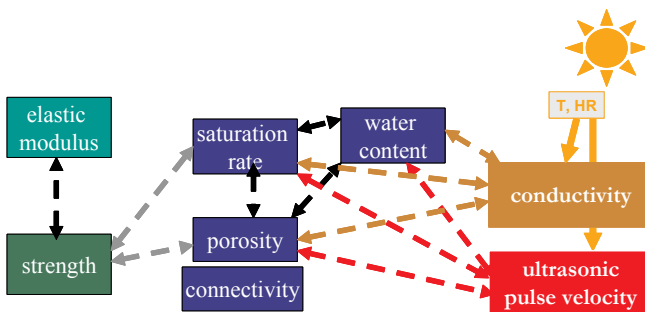 T, HR
elastic
modulus
saturation
rate
water
content
conductivity
strength
porosity
connectivity
ultrasonic
pulse velocity